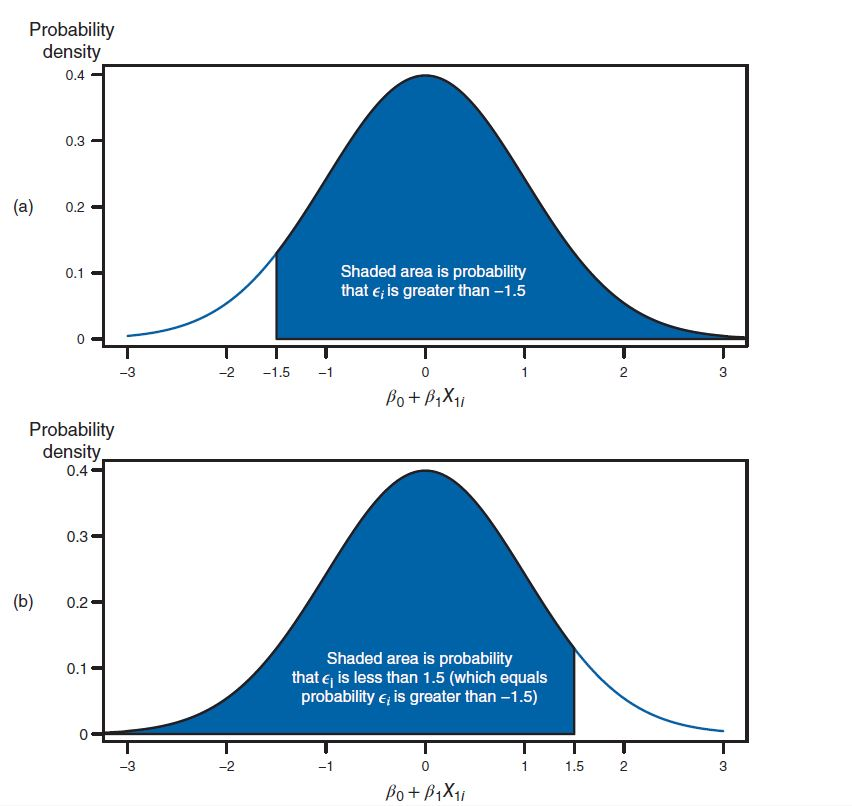 Probability
density
0.4
0.3
(a)
0.2
0.1
0
Shaded area is probability
that ϵi is greater than −1.5
−3
−2
−1.5
−1
0
1
2
3
β0 + β1X1i
Probability
density
0.4
0.3
(b)
0.2
0.1
0
Shaded area is probability
that ϵi is less than 1.5 (which equals
probability ϵi is greater than −1.5)
−3
−2
−1
0
1
1.5
2
3
β0 + β1X1i